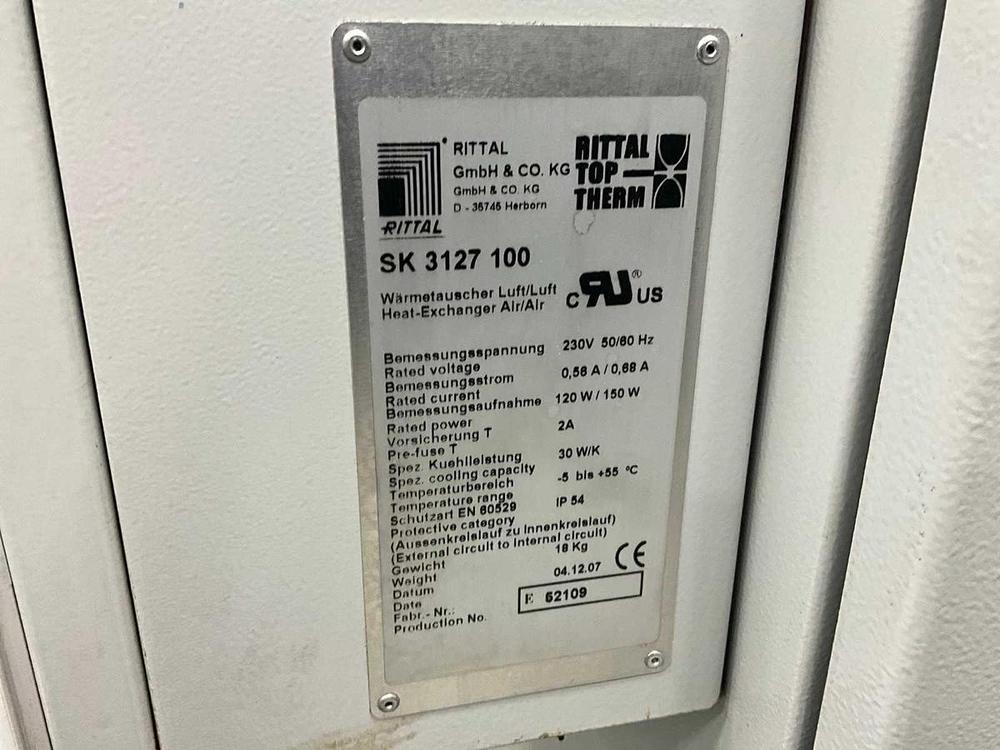 RITTAL
GmbH & CO. KG
GmbH & CO. KG
D - 35745 Herborn
RITTAL
RITTAL
TOP
THERM
SK 3127 100
Wärmetauscher Luft/Luft
Heat-Exchanger Air/Air
C RU ® US
Bemessungsspannung 230V 50/60 Hz
Rated voltage
Bemessungsstrom 0,56 A / 0,68 A
Rated current
Bemessungsaufnahme 120 W / 150 W
Rated power
Vorsicherung T 2A
Pre-fuse T
Spez. Kuehlleistung 30 W/K
Spez. cooling capacity
Temperaturbereich -5 bis +55 °C
Temperature range
Schutzart EN 60529 IP 54
Protective category
(Aussenkreislauf zu Innenkreislauf)
(External circuit to Internal circuit)
Gewicht 18 Kg
Weight
Datum 04.12.07 CE
Date
Fabr.- Nr.: E 52109
Production No.